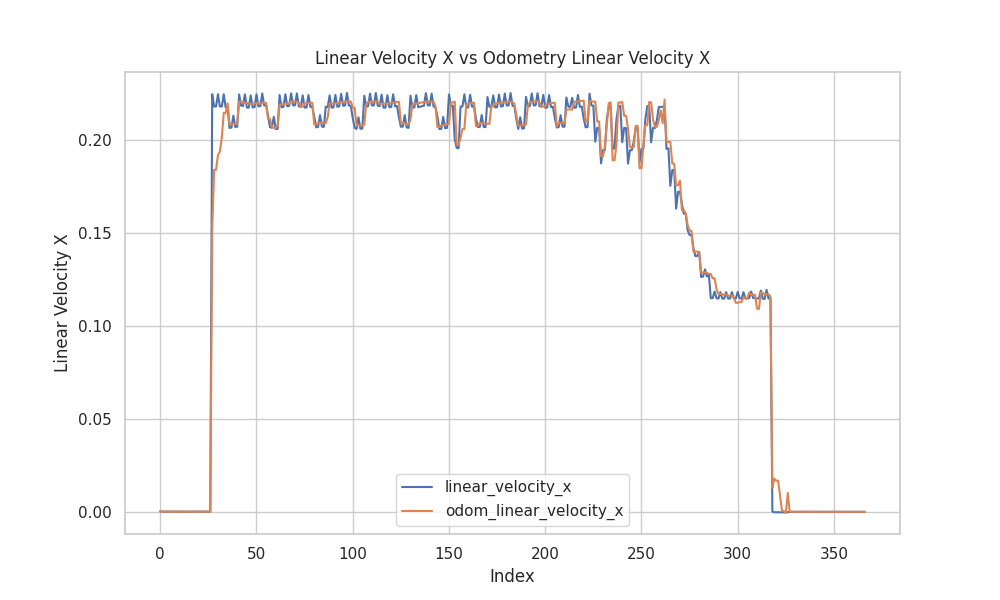 Linear Velocity X vs Odometry Linear Velocity X
Linear Velocity X
0.20
0.15
0.10
0.05
0.00
linear_velocity_x
odom_linear_velocity_x
0 50 100 150 200 250 300 350
Index